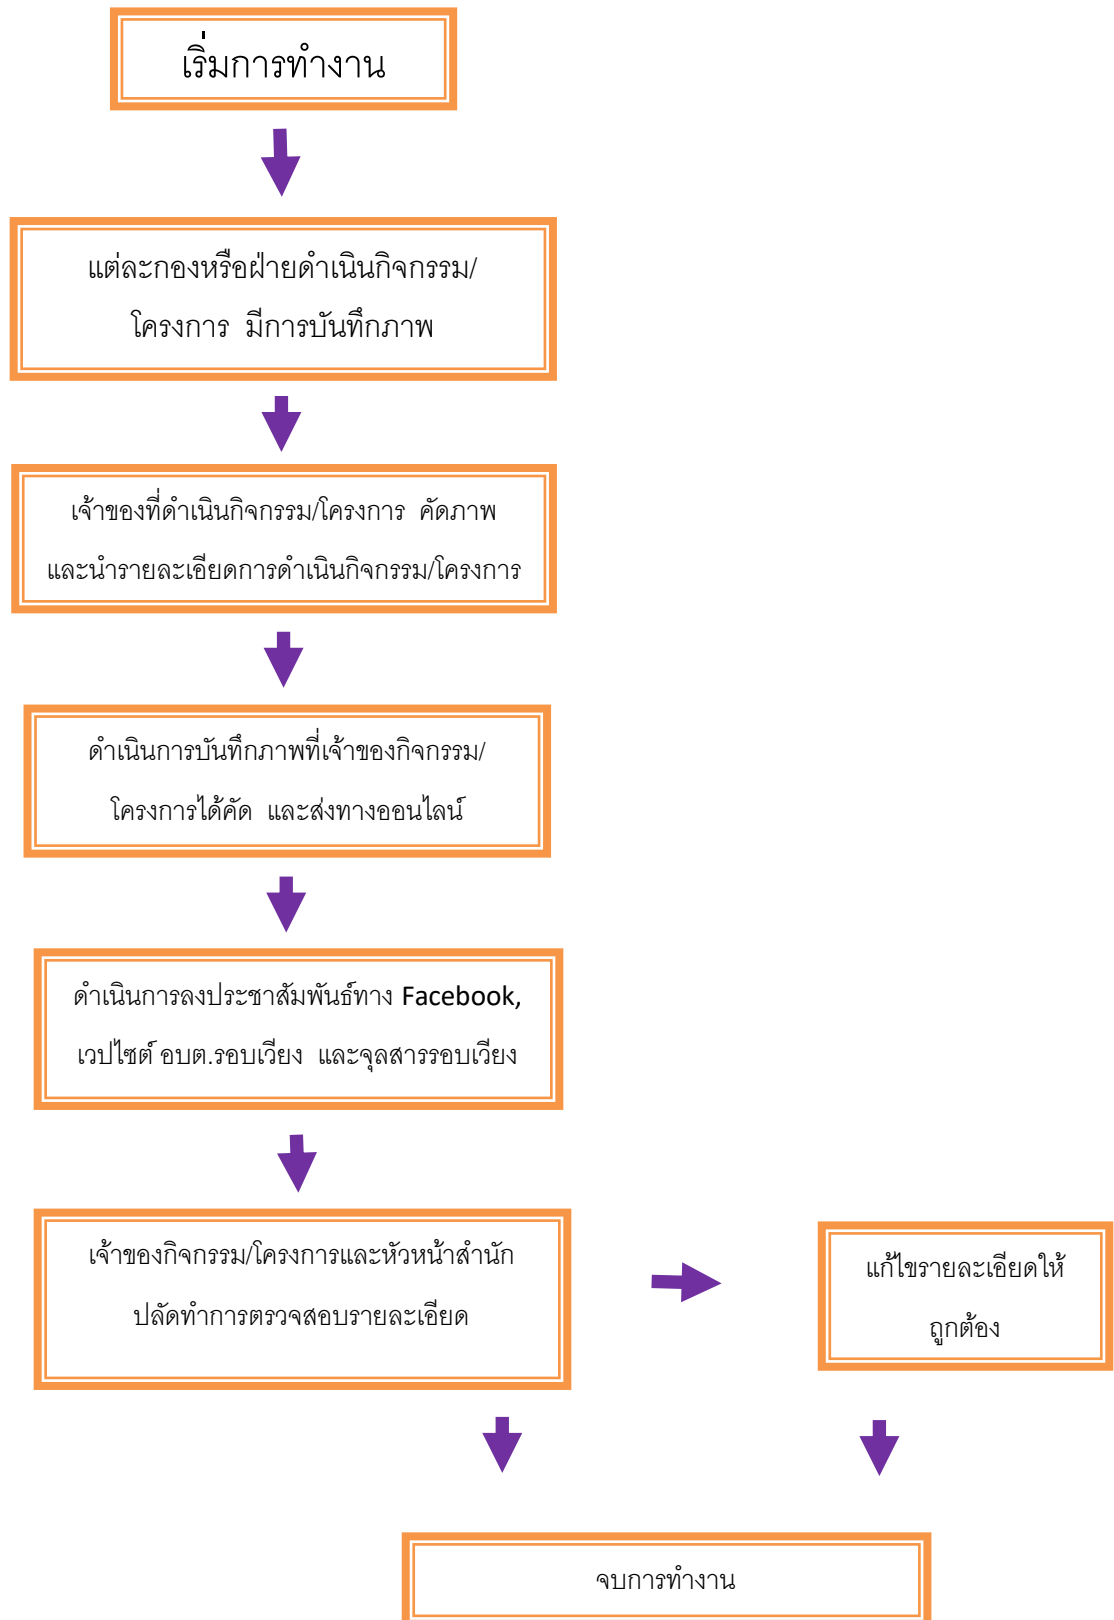 เริ่มการทำงาน
แต่ละกองหรือฝ่ายดำเนินกิจกรรม/
โครงการ มีการบันทึกภาพ
เจ้าของที่ดำเนินกิจกรรม/โครงการ คัดภาพ
และนำรายละเอียดการดำเนินกิจกรรม/โครงการ
ดำเนินการบันทึกภาพที่เจ้าของกิจกรรม/
โครงการได้คัด และส่งทางออนไลน์
ดำเนินการลงประชาสัมพันธ์ทาง Facebook,
เวปไซต์ อบต.รอบเวียง และจุลสารรอบเวียง
เจ้าของกิจกรรม/โครงการและหัวหน้าสำนัก
ปลัดทำการตรวจสอบรายละเอียด
แก้ไขรายละเอียดให้
ถูกต้อง
จบการทำงาน